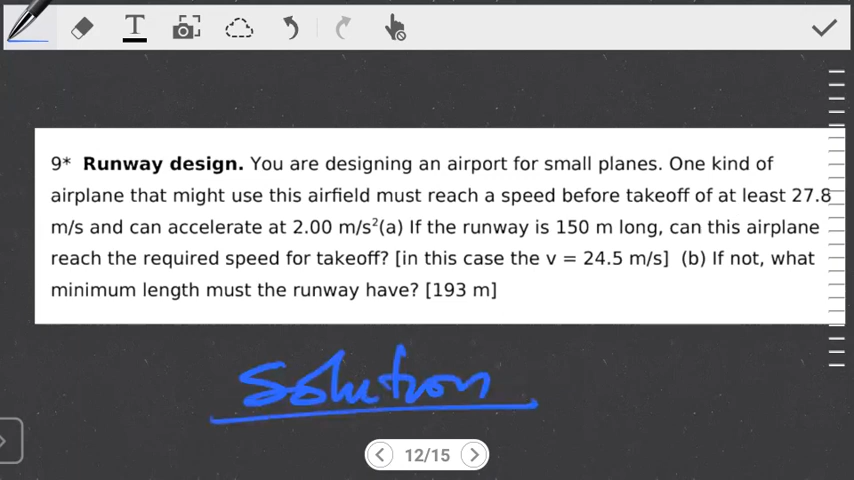 T
9* Runway design. You are designing an airport for small planes. One kind of
airplane that might use this airfield must reach a speed before takeoff of at least 27.8
m/s and can accelerate at 2.00 m/s²(a) If the runway is 150 m long, can this airplane
reach the required speed for takeoff? [in this case the v = 24.5 m/s]  (b) If not, what
minimum length must the runway have? [193 m]
Solution
12/15